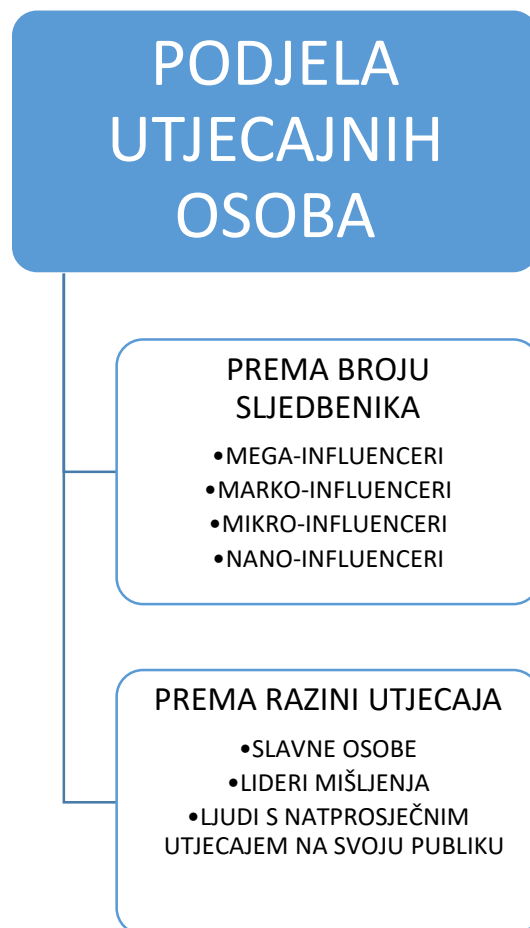 PODJELA
UTJECAJNIH
OSOBA
PREMA BROJU
SLJEDBENIKA
•MEGA-INFLUENCERI
•MARKO-INFLUENCERI
•MIKRO-INFLUENCERI
•NANO-INFLUENCERI
PREMA RAZINI UTJECAJA
•SLAVNE OSOBE
•LIDERI MIŠLJENJA
•LJUDI S NATPROSJEČNIM
UTJECAJEM NA SVOJU PUBLIKU